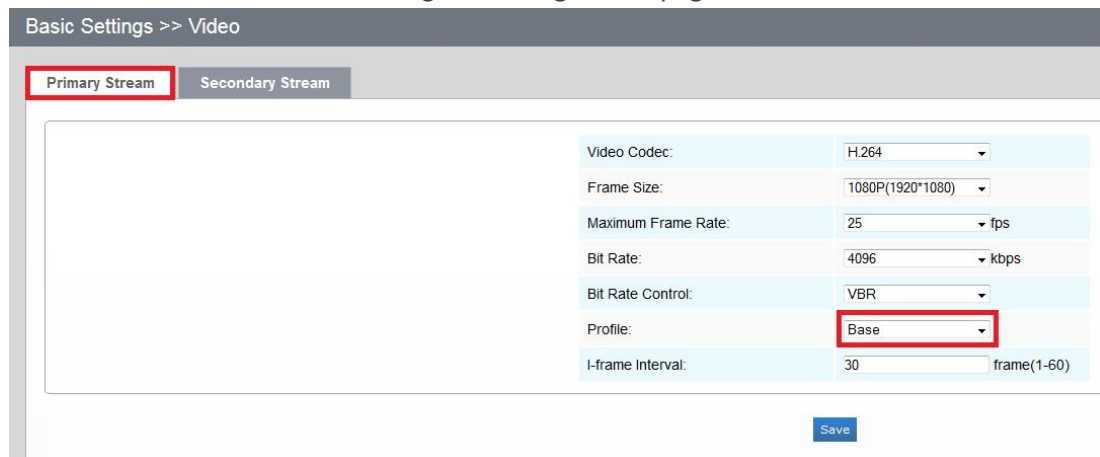 Basic Settings >> Video
Primary Stream Secondary Stream
Video Codec: H.264
Frame Size: 1080P(1920*1080)
Maximum Frame Rate: 25 fps
Bit Rate: 4096 kbps
Bit Rate Control: VBR
Profile: Base
I-frame Interval: 30 frame(1-60)
Save